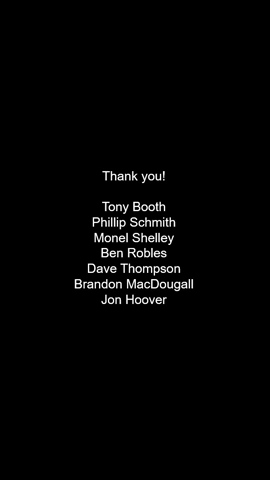 Thank you!
Tony Booth
Phillip Schmith
Monel Shelley
Ben Robles
Dave Thompson
Brandon MacDougall
Jon Hoover